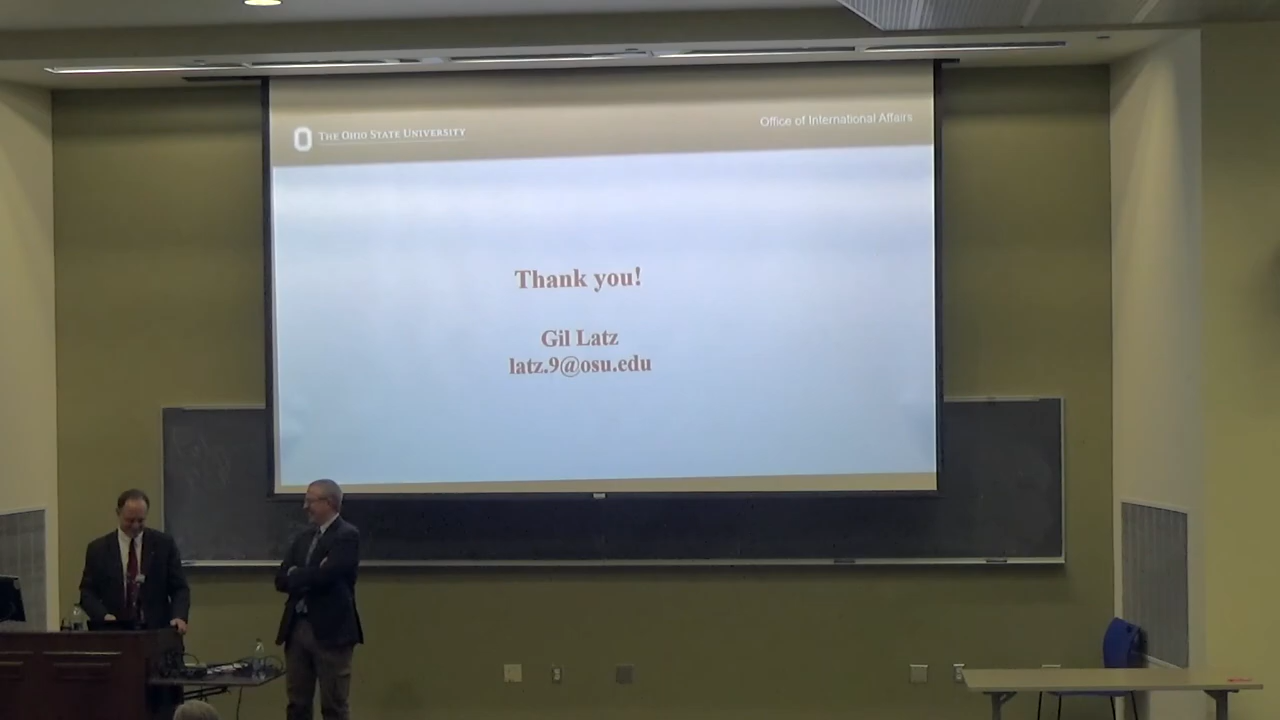 THE OHIO STATE UNIVERSITY
Office of International Affairs
Thank you!
Gil Latz
latz.9@osu.edu